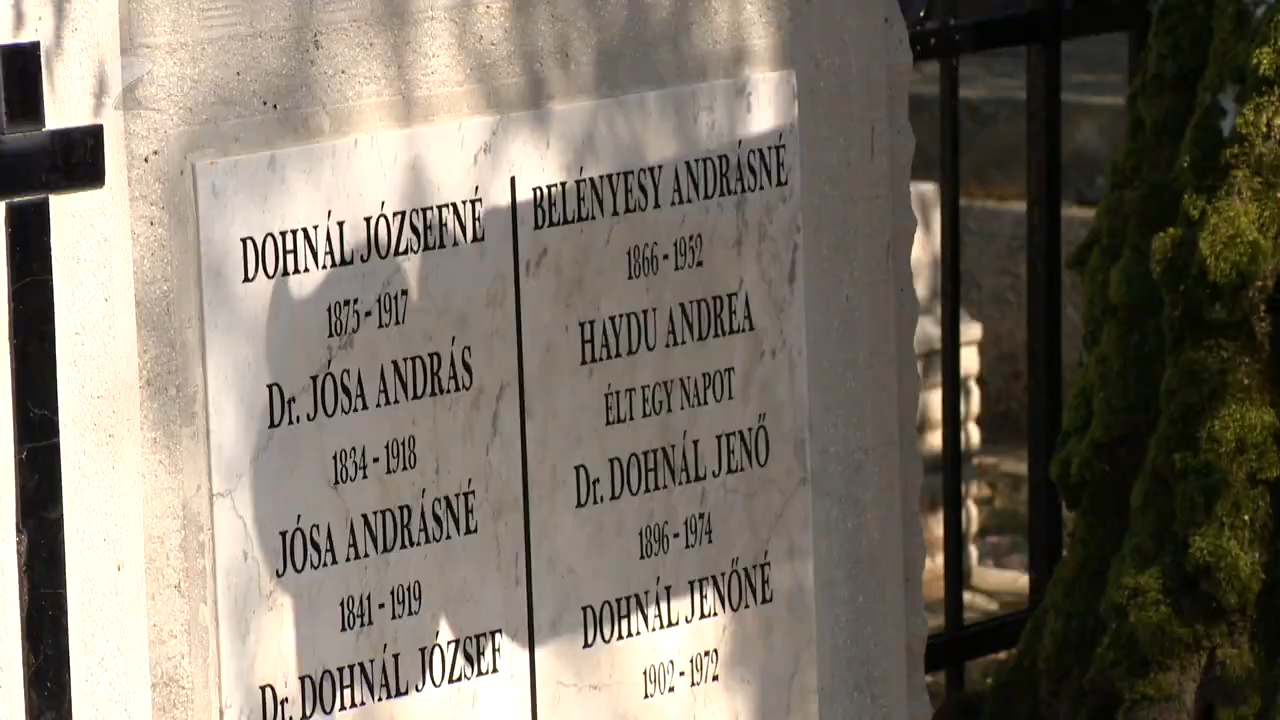 DOHNÁL JÓZSEFNÉ
1875 - 1917
Dr. JÓSA ANDRÁS
1834 - 1918
JÓSA ANDRÁSNÉ
1841 - 1919
Dr. DOHNÁL JÓZSEF
BELÉNYESY ANDRÁSNÉ
1866 - 1952
HAYDU ANDREA
ÉLT EGY NAPOT
Dr. DOHNÁL JENŐ
1896 - 1974
DOHNÁL JENŐNÉ
1902 - 1972